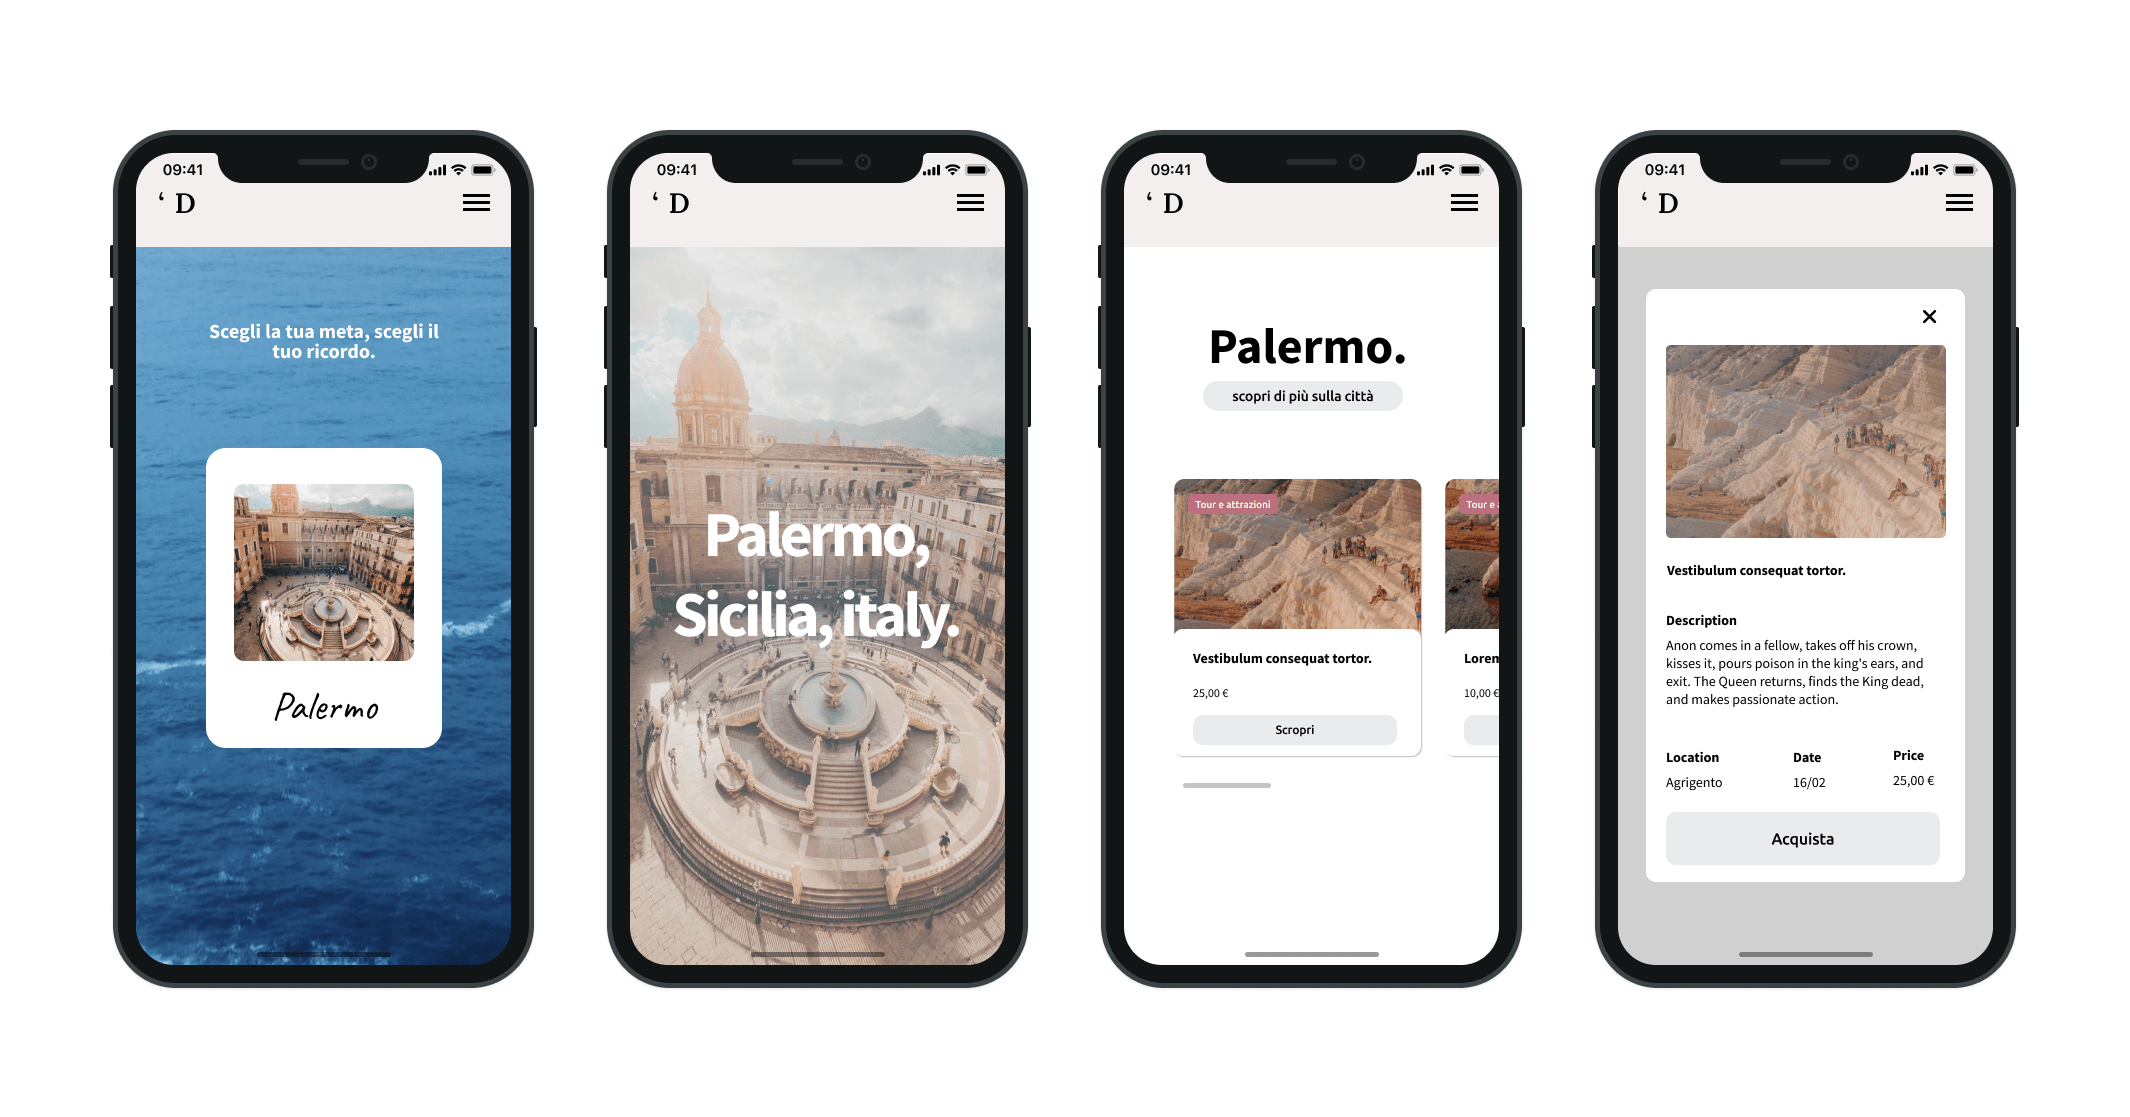 09:41
‘ D
Scegli la tua meta, scegli il
tuo ricordo.
Palermo
09:41
‘ D
Palermo,
Sicilia, italy.
09:41
‘ D
Palermo.
scopri di più sulla città
Tour e attrazioni
Tour e a
Vestibulum consequat tortor.
Lorem
25,00 €
10,00 €
Scropri
09:41
‘ D
Vestibulum consequat tortor.
Description
Anon comes in a fellow, takes off his crown,
kisses it, pours poison in the king's ears, and
exit. The Queen returns, finds the King dead,
and makes passionate action.
Location Date Price
Agrigento 16/02 25,00 €
Acquista